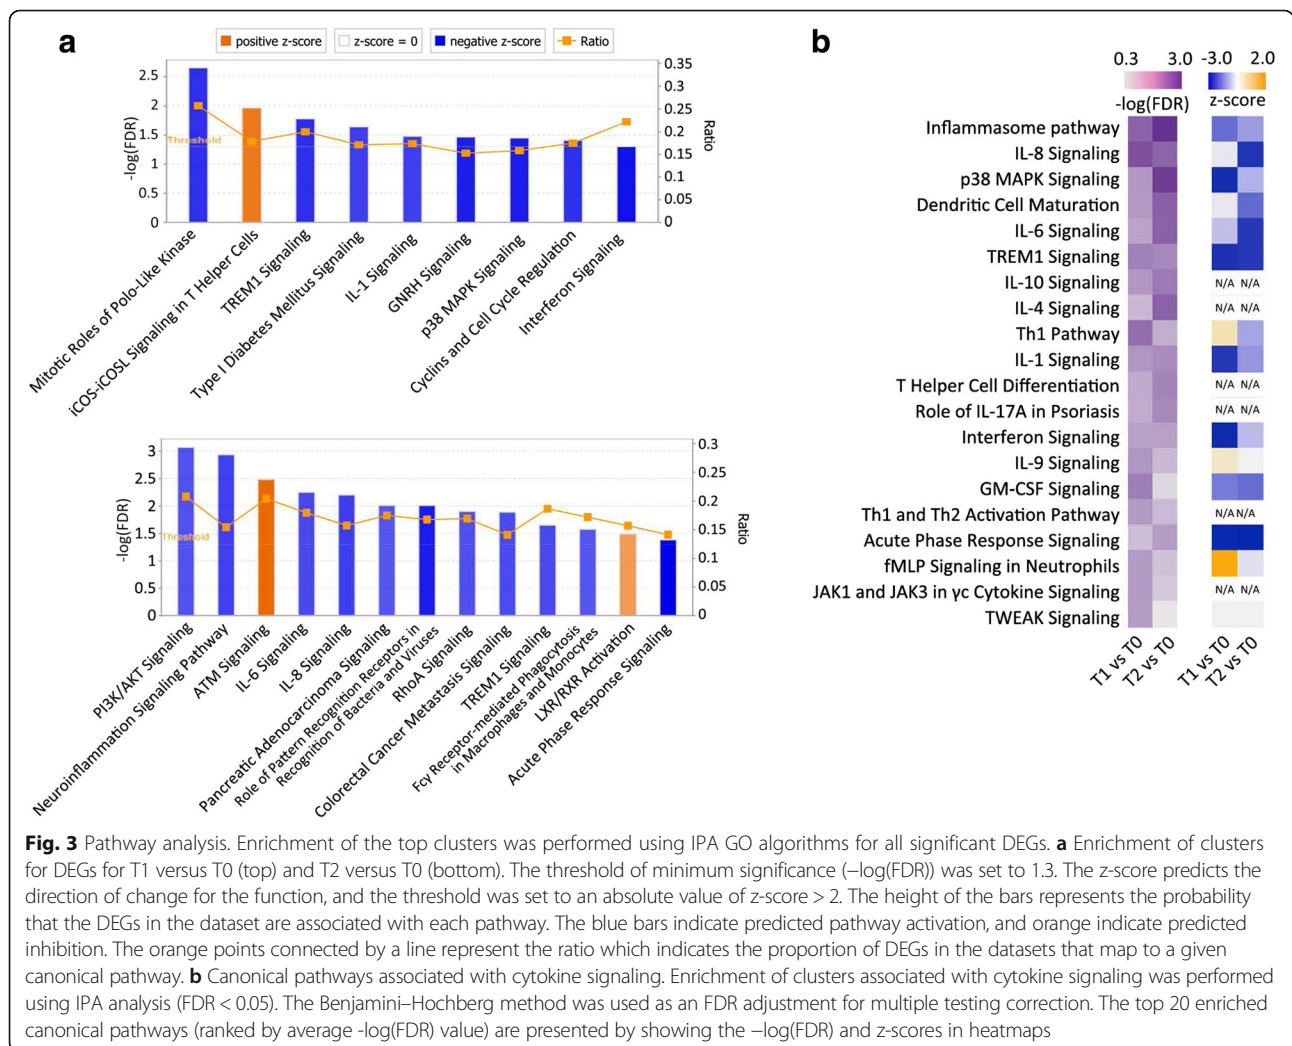 a
positive z-score
z-score = 0
negative z-score
Ratio
2.5
2
1.5
1
0.5
0
-log(FDR)
Threshold
0.35
0.3
0.25
0.2
0.15
0.1
0.05
0
Ratio
Mitotic Roles of Polo-Like Kinase
iCOS-iCOSL Signaling in T Helper Cells
TREM1 Signaling
Type I Diabetes Mellitus Signaling
IL-1 Signaling
GNRH Signaling
p38 MAPK Signaling
Cyclins and Cell Cycle Regulation
Interferon Signaling
3
2.5
2
1.5
1
0.5
0
-log(FDR)
Threshold
0.3
0.25
0.2
0.15
0.1
0.05
0
Ratio
PI3K/AKT Signaling
Neuroinflammation Signaling Pathway
ATM Signaling
IL-6 Signaling
IL-8 Signaling
Pancreatic Adenocarcinoma Signaling
Role of Pattern Recognition Receptors in
Recognition of Bacteria and Viruses
RhoA Signaling
Colorectal Cancer Metastasis Signaling
TREM1 Signaling
Fcγ Receptor-mediated Phagocytosis
in Macrophages and Monocytes
LXR/RXR Activation
Acute Phase Response Signaling
b
0.3 3.0
-log(FDR)
-3.0 2.0
z-score
Inflammasome pathway
IL-8 Signaling
p38 MAPK Signaling
Dendritic Cell Maturation
IL-6 Signaling
TREM1 Signaling
IL-10 Signaling N/A N/A
IL-4 Signaling N/A N/A
Th1 Pathway
IL-1 Signaling
T Helper Cell Differentiation N/A N/A
Role of IL-17A in Psoriasis N/A N/A
Interferon Signaling
IL-9 Signaling
GM-CSF Signaling
Th1 and Th2 Activation Pathway N/A N/A
Acute Phase Response Signaling
fMLP Signaling in Neutrophils
JAK1 and JAK3 in γc Cytokine Signaling N/A N/A
TWEAK Signaling
T1 vs T0
T2 vs T0
T1 vs T0
T2 vs T0
Fig. 3 Pathway analysis. Enrichment of the top clusters was performed using IPA GO algorithms for all significant DEGs. a Enrichment of clusters
for DEGs for T1 versus T0 (top) and T2 versus T0 (bottom). The threshold of minimum significance (−log(FDR)) was set to 1.3. The z-score predicts the
direction of change for the function, and the threshold was set to an absolute value of z-score > 2. The height of the bars represents the probability
that the DEGs in the dataset are associated with each pathway. The blue bars indicate predicted pathway activation, and orange indicate predicted
inhibition. The orange points connected by a line represent the ratio which indicates the proportion of DEGs in the datasets that map to a given
canonical pathway. b Canonical pathways associated with cytokine signaling. Enrichment of clusters associated with cytokine signaling was performed
using IPA analysis (FDR < 0.05). The Benjamini–Hochberg method was used as an FDR adjustment for multiple testing correction. The top 20 enriched
canonical pathways (ranked by average -log(FDR) value) are presented by showing the −log(FDR) and z-scores in heatmaps